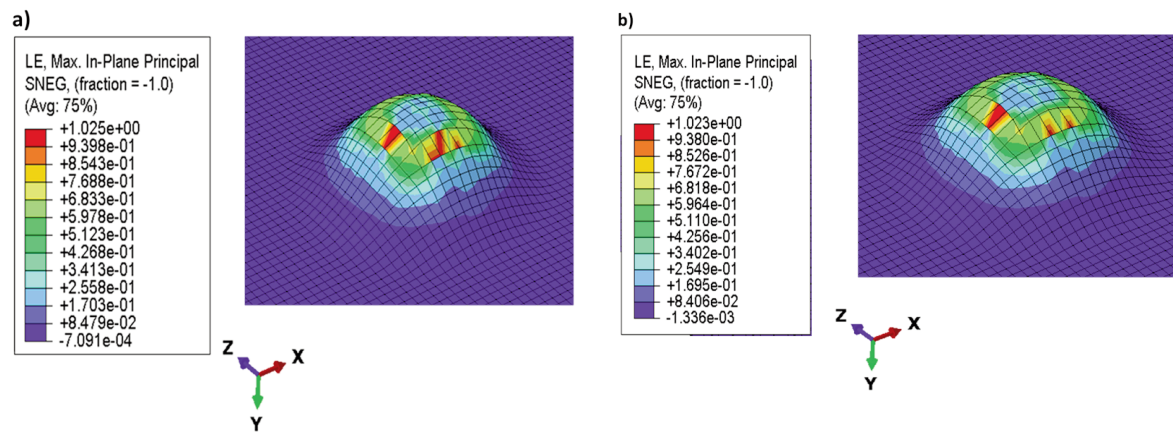 a)
LE, Max. In-Plane Principal
SNEG, (fraction = -1.0)
(Avg: 75%)
+1.025e+00
+9.398e-01
+8.543e-01
+7.688e-01
+6.833e-01
+5.978e-01
+5.123e-01
+4.268e-01
+3.413e-01
+2.558e-01
+1.703e-01
+8.479e-02
-7.091e-04
Z
X
Y
b)
LE, Max. In-Plane Principal
SNEG, (fraction = -1.0)
(Avg: 75%)
+1.023e+00
+9.380e-01
+8.526e-01
+7.672e-01
+6.818e-01
+5.964e-01
+5.110e-01
+4.256e-01
+3.402e-01
+2.549e-01
+1.695e-01
+8.406e-02
-1.336e-03
Z
X
Y